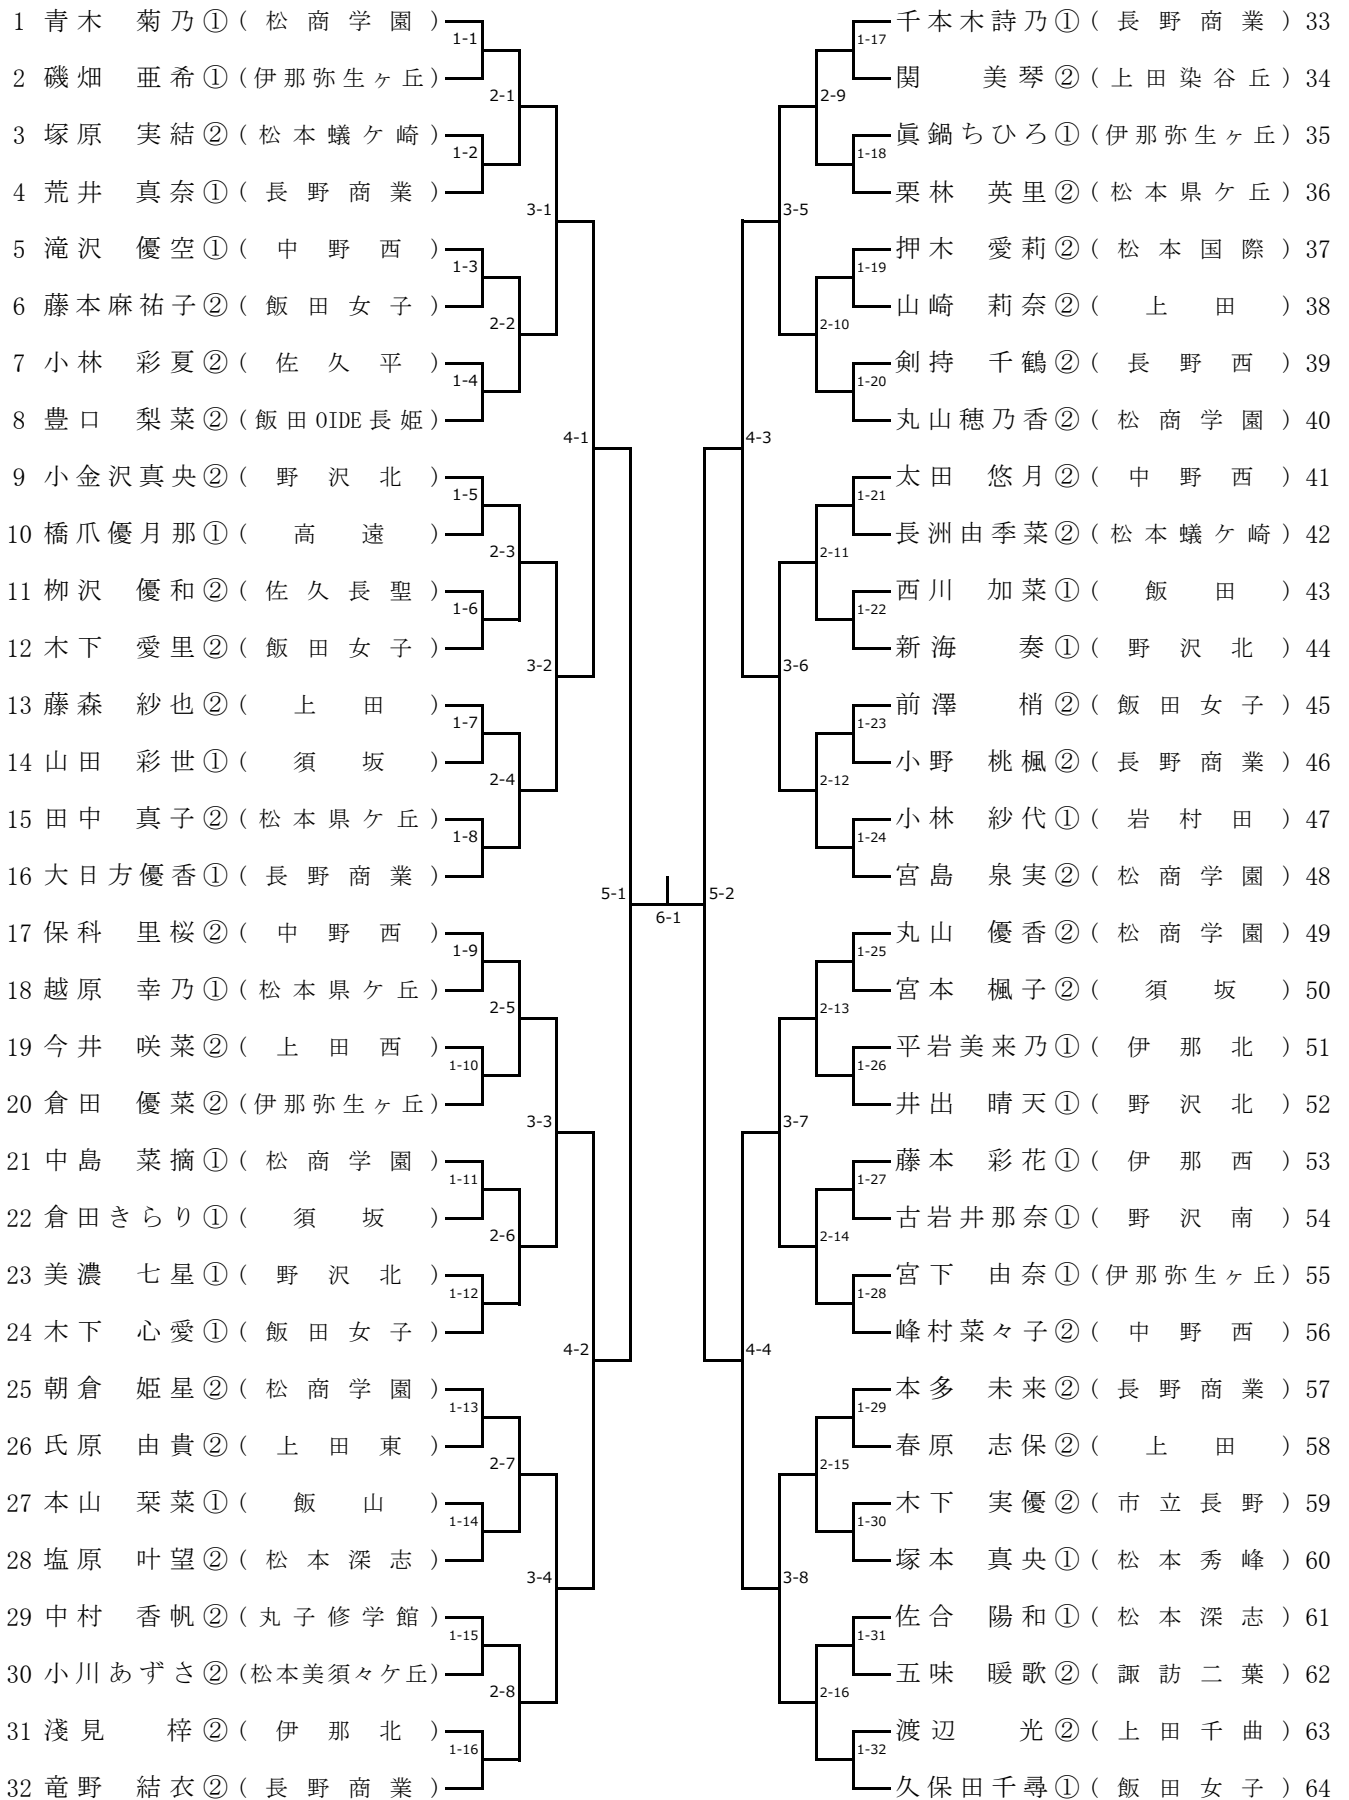 1 青木 菊乃① (松商学園)
1-1
2 磯畑 亜希① (伊那弥生ヶ丘)
2-1
3 塚原 実結② (松本蟻ケ崎)
1-2
4 荒井 真奈① (長野商業)
3-1
5 滝沢 優空① (中野西)
1-3
6 藤本麻祐子② (飯田女子)
2-2
7 小林 彩夏② (佐久平)
1-4
8 豊口 梨菜② (飯田OIDE長姫)
4-1
9 小金沢真央② (野沢北)
1-5
10 橋爪優月那① (高遠)
2-3
11 栁沢 優和② (佐久長聖)
1-6
12 木下 愛里② (飯田女子)
3-2
13 藤森 紗也② (上田)
1-7
14 山田 彩世① (須坂)
2-4
15 田中 真子② (松本県ケ丘)
1-8
16 大日方優香① (長野商業)
5-1
17 保科 里桜② (中野西)
1-9
18 越原 幸乃① (松本県ケ丘)
2-5
19 今井 咲菜② (上田西)
1-10
20 倉田 優菜② (伊那弥生ヶ丘)
3-3
21 中島 菜摘① (松商学園)
1-11
22 倉田きらり① (須坂)
2-6
23 美濃 七星① (野沢北)
1-12
24 木下 心愛① (飯田女子)
4-2
25 朝倉 姫星② (松商学園)
1-13
26 氏原 由貴② (上田東)
2-7
27 本山 栞菜① (飯山)
1-14
28 塩原 叶望② (松本深志)
3-4
29 中村 香帆② (丸子修学館)
1-15
30 小川あずさ② (松本美須々ケ丘)
2-8
31 淺見 梓② (伊那北)
1-16
32 竜野 結衣② (長野商業)
6-1
千本木詩乃① (長野商業) 33
1-17
関 美琴② (上田染谷丘) 34
2-9
眞鍋ちひろ① (伊那弥生ヶ丘) 35
1-18
栗林 英里② (松本県ケ丘) 36
3-5
押木 愛莉② (松本国際) 37
1-19
山崎 莉奈② (上田) 38
2-10
剣持 千鶴② (長野西) 39
1-20
丸山穂乃香② (松商学園) 40
4-3
太田 悠月② (中野西) 41
1-21
長洲由季菜② (松本蟻ケ崎) 42
2-11
西川 加菜① (飯田) 43
1-22
新海 奏① (野沢北) 44
3-6
前澤 梢② (飯田女子) 45
1-23
小野 桃楓② (長野商業) 46
2-12
小林 紗代① (岩村田) 47
1-24
宮島 泉実② (松商学園) 48
5-2
丸山 優香② (松商学園) 49
1-25
宮本 楓子② (須坂) 50
2-13
平岩美来乃① (伊那北) 51
1-26
井出 晴天① (野沢北) 52
3-7
藤本 彩花① (伊那西) 53
1-27
古岩井那奈① (野沢南) 54
2-14
宮下 由奈① (伊那弥生ヶ丘) 55
1-28
峰村菜々子② (中野西) 56
4-4
本多 未来② (長野商業) 57
1-29
春原 志保② (上田) 58
2-15
木下 実優② (市立長野) 59
1-30
塚本 真央① (松本秀峰) 60
3-8
佐合 陽和① (松本深志) 61
1-31
五味 暖歌② (諏訪二葉) 62
2-16
渡辺 光② (上田千曲) 63
1-32
久保田千尋① (飯田女子) 64